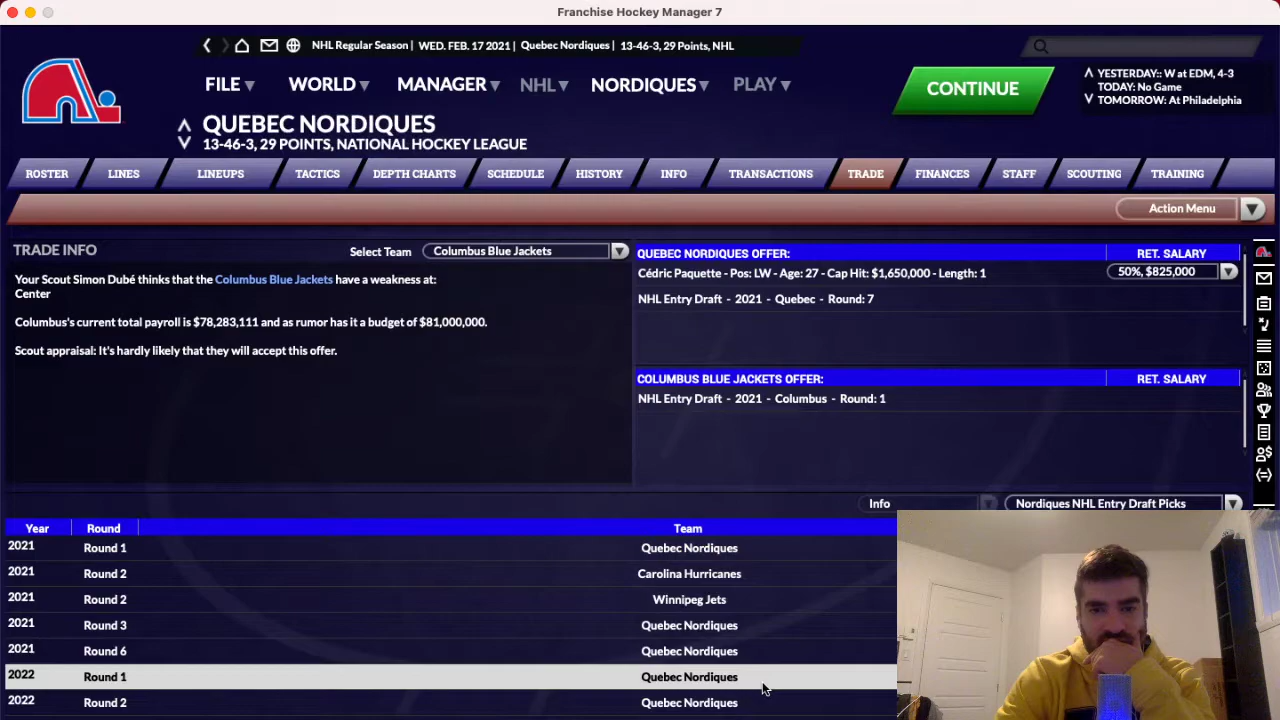 Franchise Hockey Manager 7
NHL Regular Season | WED. FEB. 17 2021 | Quebec Nordiques | 13-46-3, 29 Points, NHL
FILE WORLD MANAGER NHL NORDIQUES PLAY
CONTINUE
YESTERDAY:: W at EDM, 4-3
TODAY: No Game
TOMORROW: At Philadelphia
QUEBEC NORDIQUES
13-46-3, 29 POINTS, NATIONAL HOCKEY LEAGUE
ROSTER LINES LINEUPS TACTICS DEPTH CHARTS SCHEDULE HISTORY INFO TRANSACTIONS TRADE FINANCES STAFF SCOUTING TRAINING
Action Menu
TRADE INFO
Select Team Columbus Blue Jackets
Your Scout Simon Dubé thinks that the Columbus Blue Jackets have a weakness at:
Center
Columbus's current total payroll is $78,283,111 and as rumor has it a budget of $81,000,000.
Scout appraisal: It's hardly likely that they will accept this offer.
QUEBEC NORDIQUES OFFER: RET. SALARY
Cédric Paquette - Pos: LW - Age: 27 - Cap Hit: $1,650,000 - Length: 1 50%, $825,000
NHL Entry Draft - 2021 - Quebec - Round: 7
COLUMBUS BLUE JACKETS OFFER: RET. SALARY
NHL Entry Draft - 2021 - Columbus - Round: 1
Info Nordiques NHL Entry Draft Picks
Year Round Team
2021 Round 1 Quebec Nordiques
2021 Round 2 Carolina Hurricanes
2021 Round 2 Winnipeg Jets
2021 Round 3 Quebec Nordiques
2021 Round 6 Quebec Nordiques
2022 Round 1 Quebec Nordiques
2022 Round 2 Quebec Nordiques